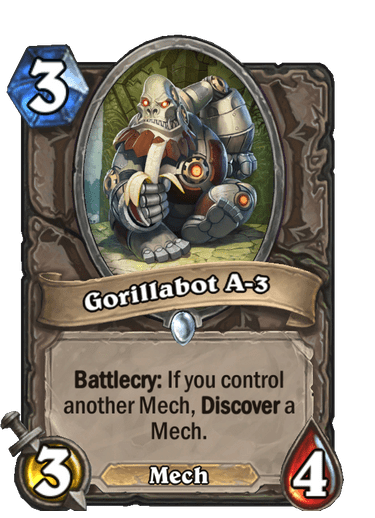 3
Gorillabot A-3
Battlecry: If you control
another Mech, Discover a
Mech.
3
Mech
4